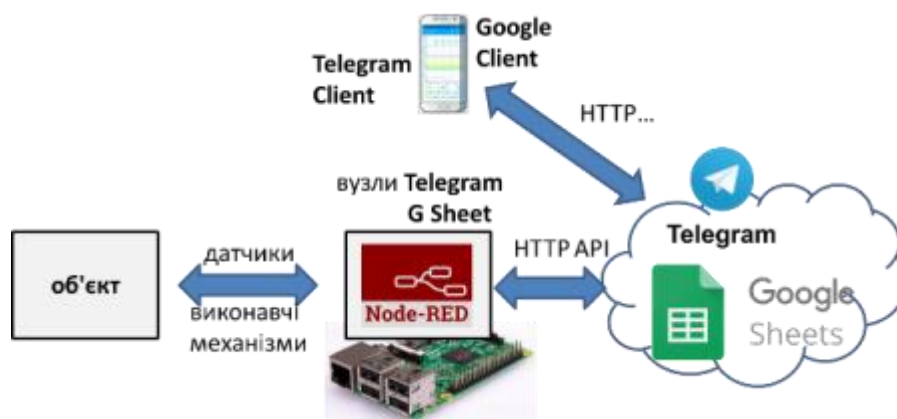 Google
Client
Telegram
Client
HTTP...
вузли Telegram
G Sheet
Telegram
HTTP API
датчики
об'єкт
Node-RED
виконавчі
механізми
Google
Sheets